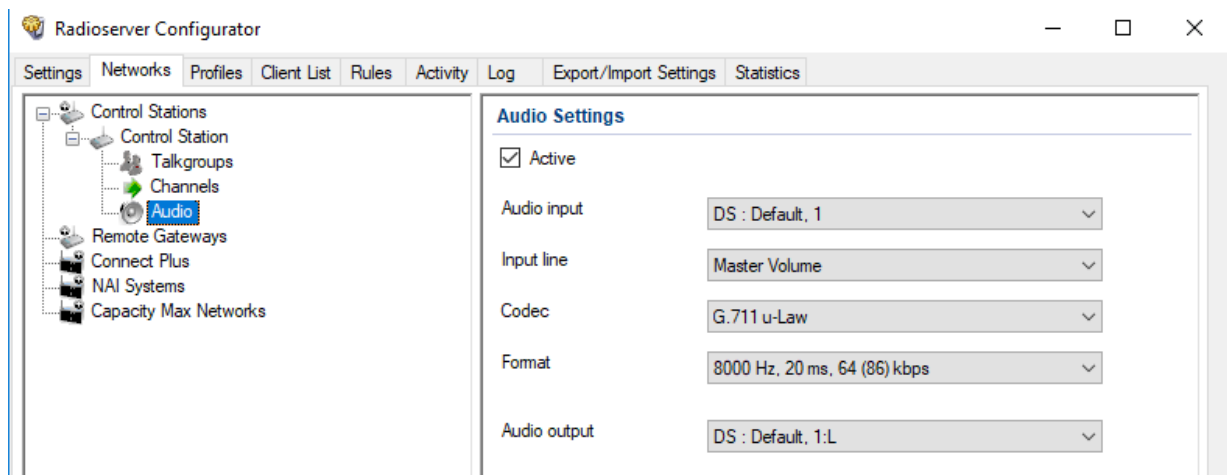 Radioserver Configurator
Settings Networks Profiles Client List Rules Activity Log Export/Import Settings Statistics
Control Stations
Control Station
Talkgroups
Channels
Audio
Remote Gateways
Connect Plus
NAI Systems
Capacity Max Networks
Audio Settings
Active
Audio input DS : Default, 1
Input line Master Volume
Codec G.711 u-Law
Format 8000 Hz, 20 ms, 64 (86) kbps
Audio output DS : Default, 1:L